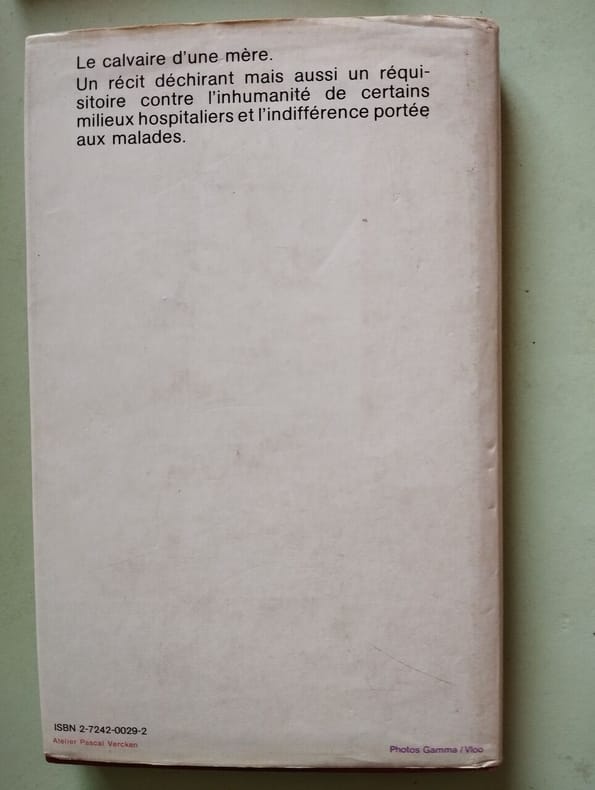 Le calvaire d'une mère.
Un récit déchirant mais aussi un réqui-
sitoire contre l'inhumanité de certains
milieux hospitaliers et l'indifférence portée
aux malades.
ISBN 2-7242-0029-2
Atelier Pascal Vercken
Photos Gamma / Vloo